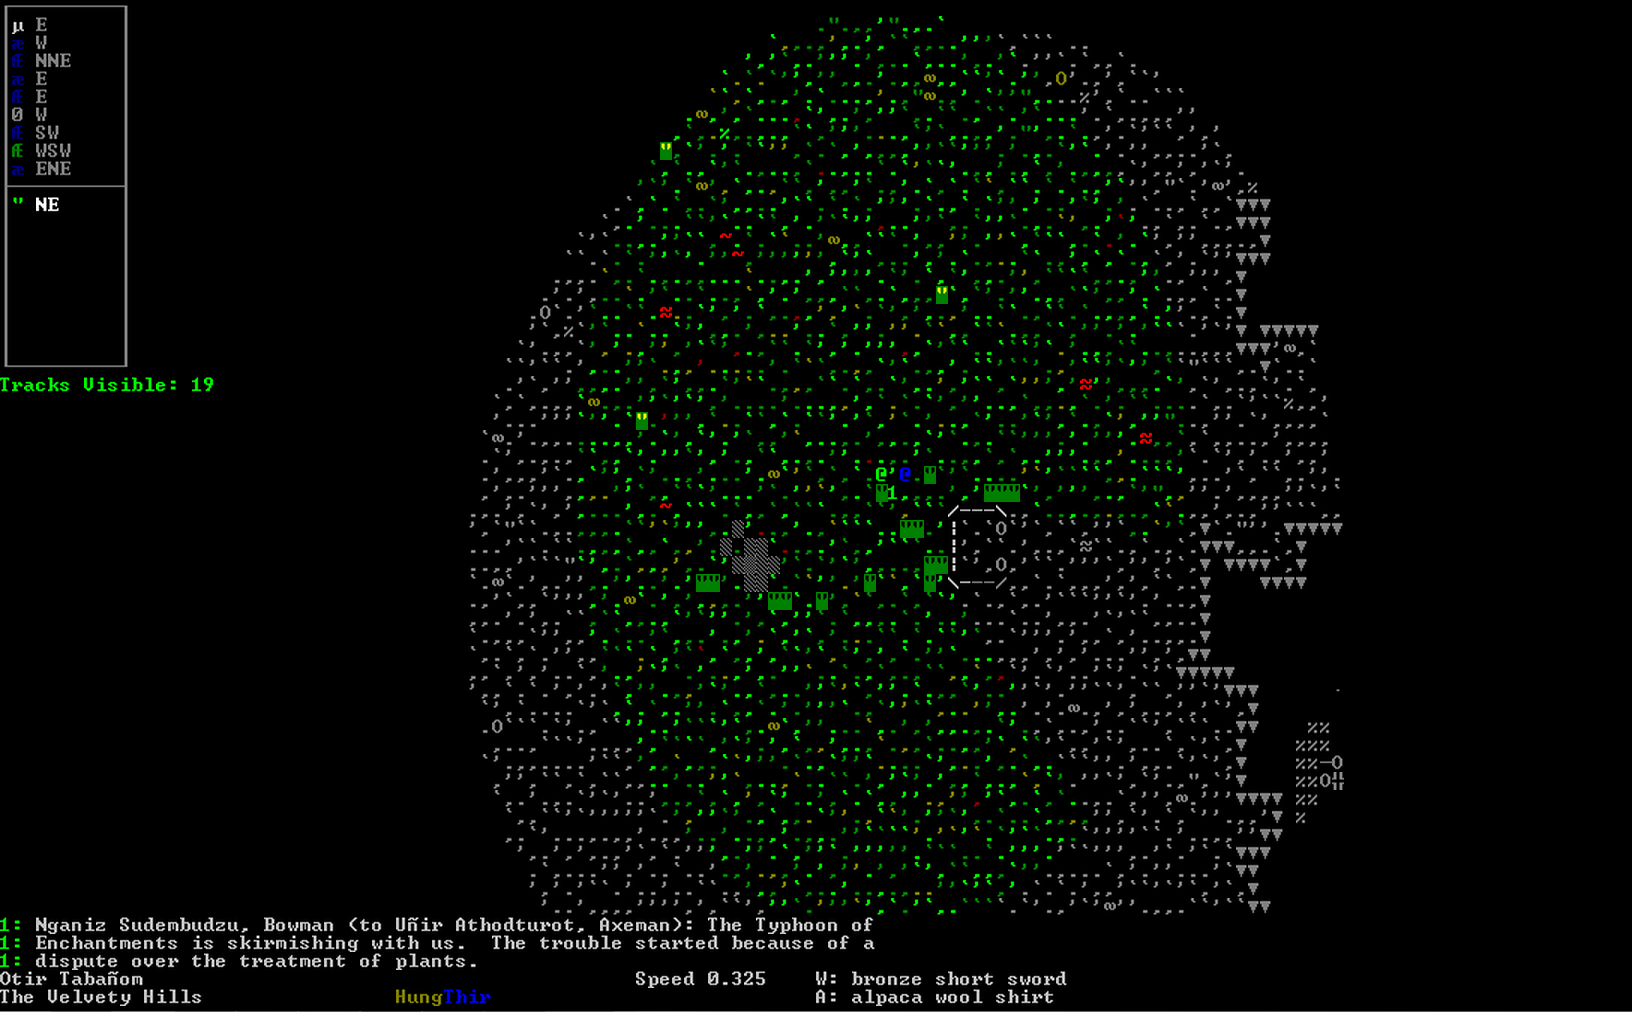 µ E
æ W
Æ NNE
æ E
Æ E
0 W
Æ SW
Æ WSW
æ ENE
" NE
Tracks Visible: 19
1: Nganiz Sudembudzu, Bowman (to Uñir Athodturot, Axeman): The Typhoon of
1: Enchantments is skirmishing with us. The trouble started because of a
1: dispute over the treatment of plants.
Otir Tabañom Speed 0.325 W: bronze short sword
The Velvety Hills HungThir A: alpaca wool shirt